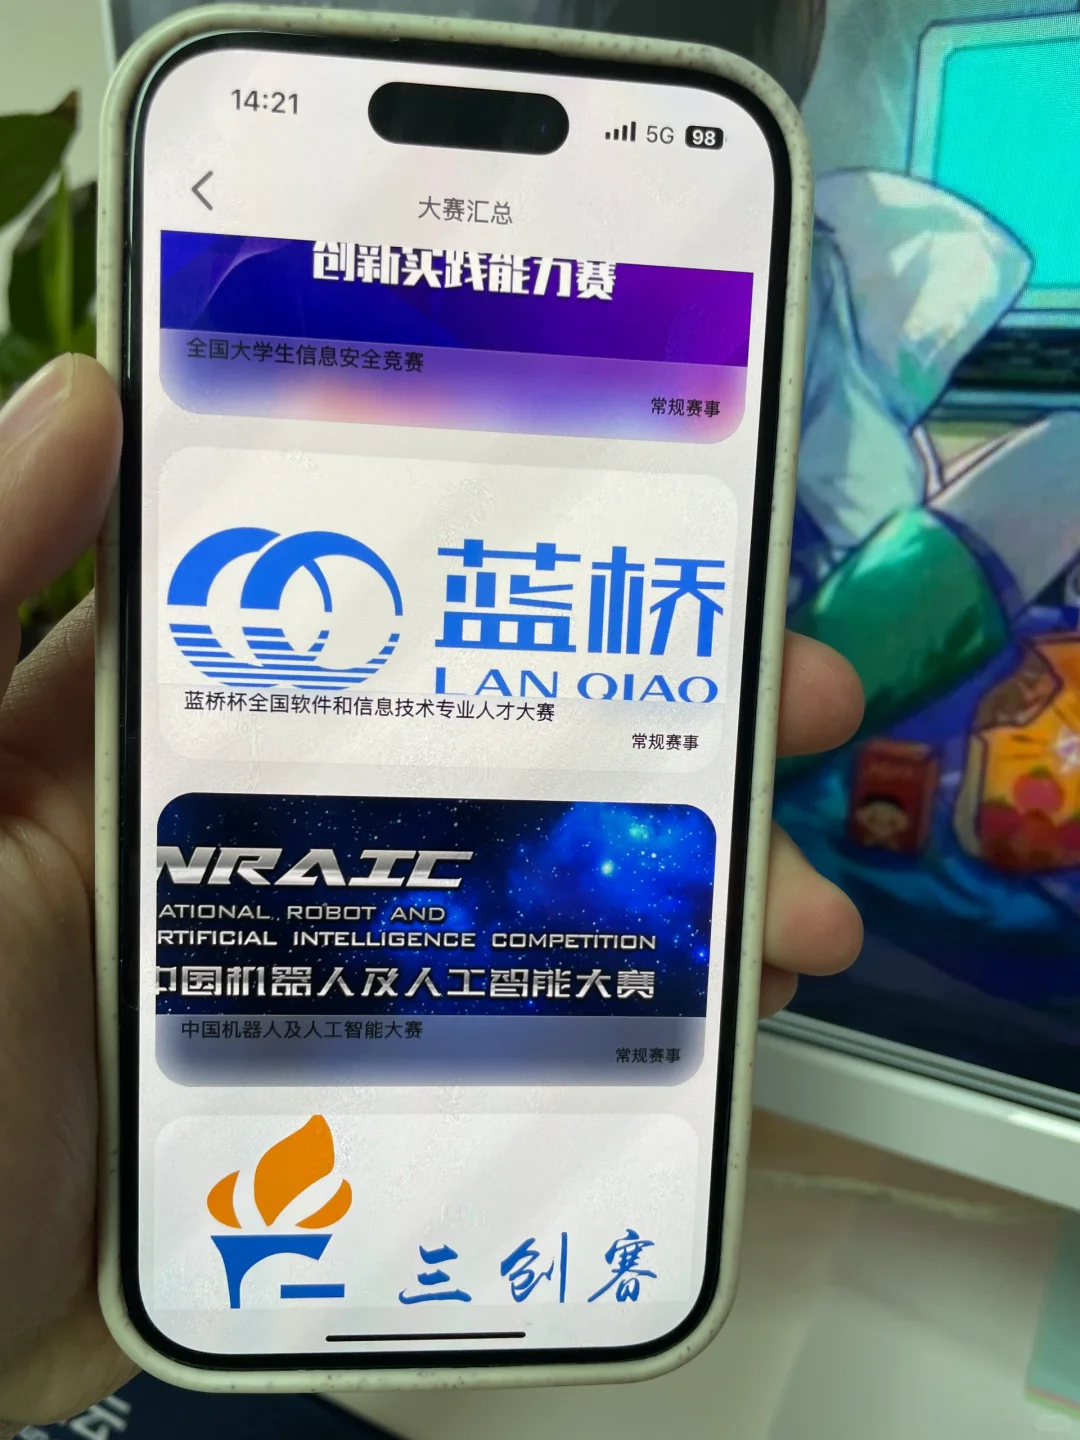 14:21
5G 98
大赛汇总
创新实践能力赛
全国大学生信息安全竞赛
常规赛事
蓝桥
LAN QIAO
蓝桥杯全国软件和信息技术专业人才大赛
常规赛事
NRAIC
ATIONAL ROBOT AND
RTIFICIAL INTELLIGENCE COMPETITION
中国机器人及人工智能大赛
中国机器人及人工智能大赛
常规赛事
三创赛